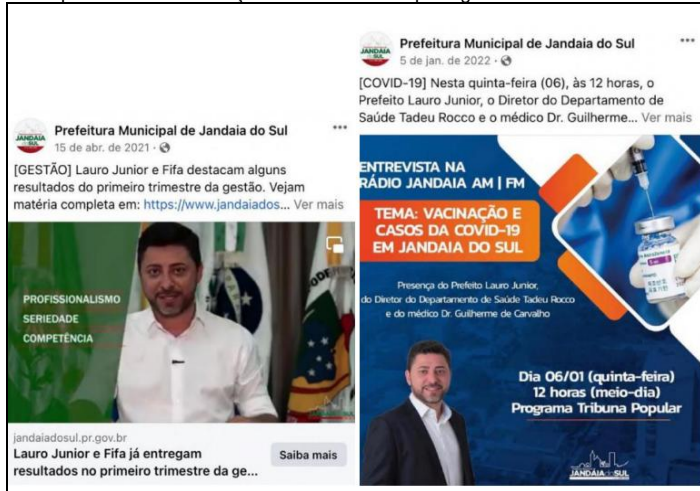 Prefeitura Municipal de Jandaia do Sul
15 de abr. de 2021
[GESTÃO] Lauro Junior e Fifa destacam alguns
resultados do primeiro trimestre da gestão. Vejam
matéria completa em: https://www.jandaiados... Ver mais
PROFISSIONALISMO
SERIEDADE
COMPETÊNCIA
jandaiadosul.pr.gov.br
Lauro Junior e Fifa já entregam
resultados no primeiro trimestre da ge...
Saiba mais
Prefeitura Municipal de Jandaia do Sul
5 de jan. de 2022
[COVID-19] Nesta quinta-feira (06), às 12 horas, o
Prefeito Lauro Junior, o Diretor do Departamento de
Saúde Tadeu Rocco e o médico Dr. Guilherme... Ver mais
ENTREVISTA NA
RÁDIO JANDAIA AM | FM
TEMA: VACINAÇÃO E
CASOS DA COVID-19
EM JANDAIA DO SUL
Presença do Prefeito Lauro Junior,
do Diretor do Departamento de Saúde Tadeu Rocco
e do médico Dr. Guilherme de Carvalho
Dia 06/01 (quinta-feira)
12 horas (meio-dia)
Programa Tribuna Popular
JANDAIA DO SUL